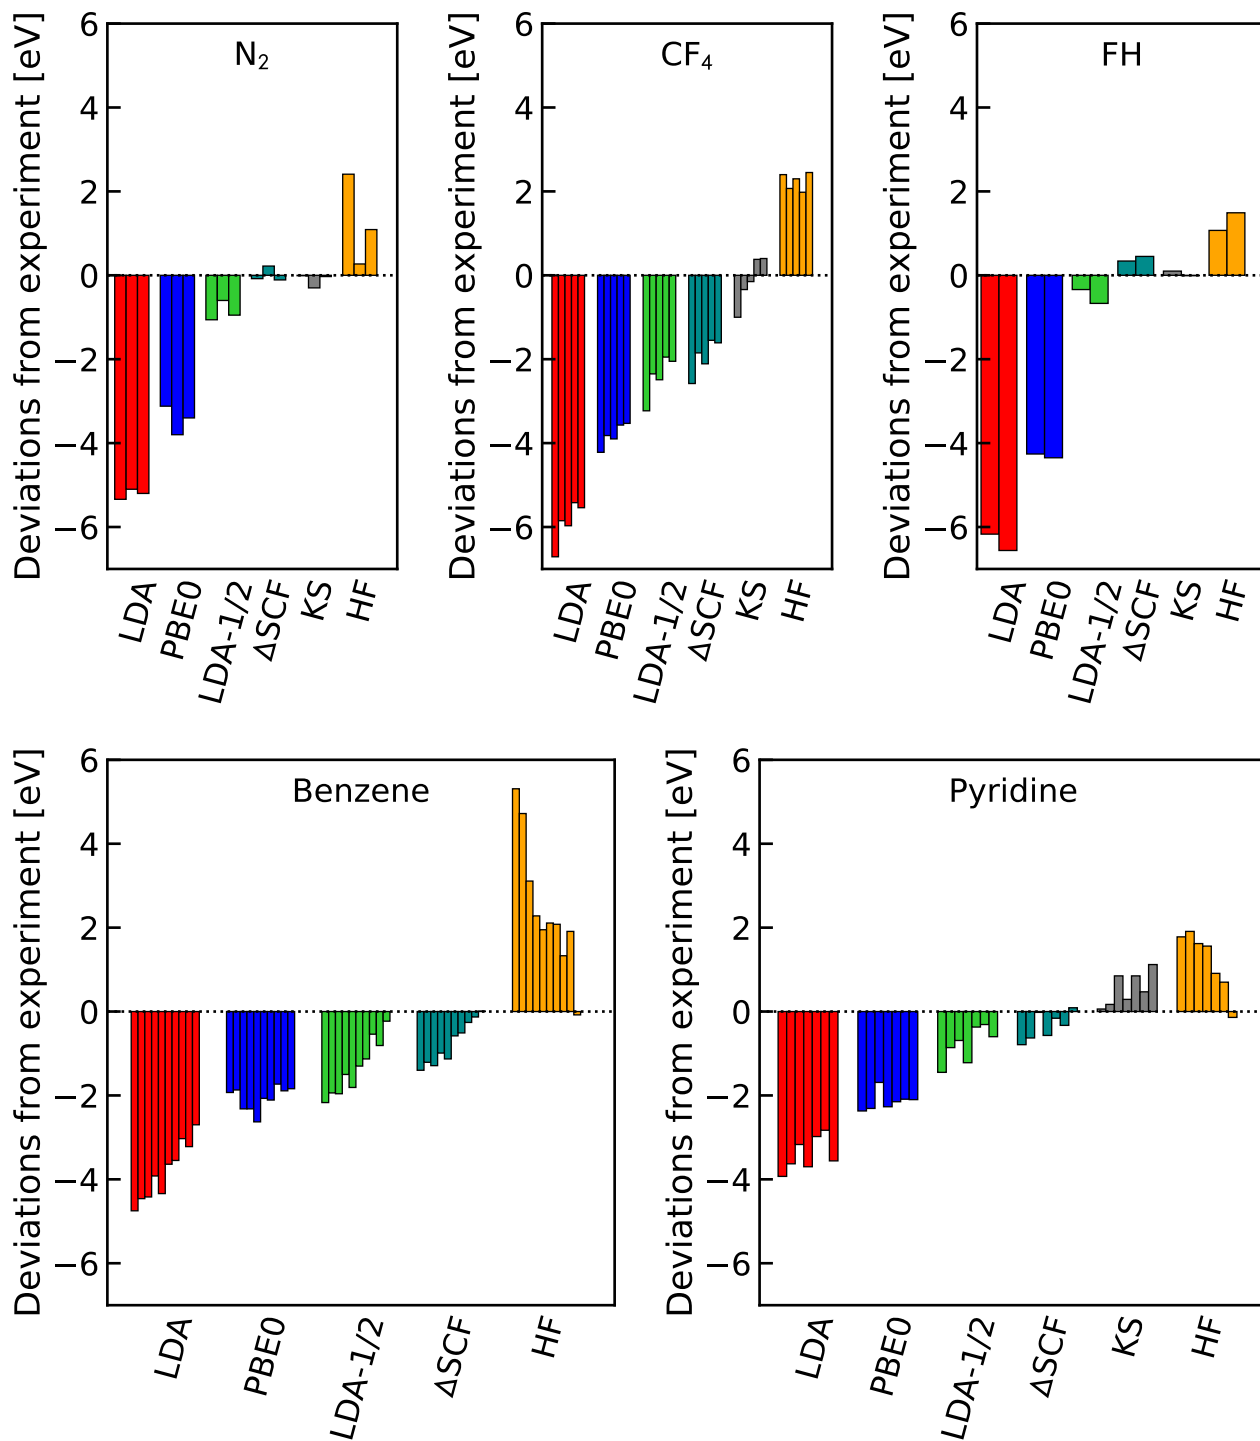 Deviations from experiment [eV]
6
4
2
0
−2
−4
−6
N₂
LDA
PBE0
LDA-1/2
ΔSCF
KS
HF
Deviations from experiment [eV]
6
4
2
0
−2
−4
−6
CF₄
LDA
PBE0
LDA-1/2
ΔSCF
KS
HF
Deviations from experiment [eV]
6
4
2
0
−2
−4
−6
FH
LDA
PBE0
LDA-1/2
ΔSCF
KS
HF
Deviations from experiment [eV]
6
4
2
0
−2
−4
−6
Benzene
LDA
PBE0
LDA-1/2
ΔSCF
HF
Deviations from experiment [eV]
6
4
2
0
−2
−4
−6
Pyridine
LDA
PBE0
LDA-1/2
ΔSCF
KS
HF